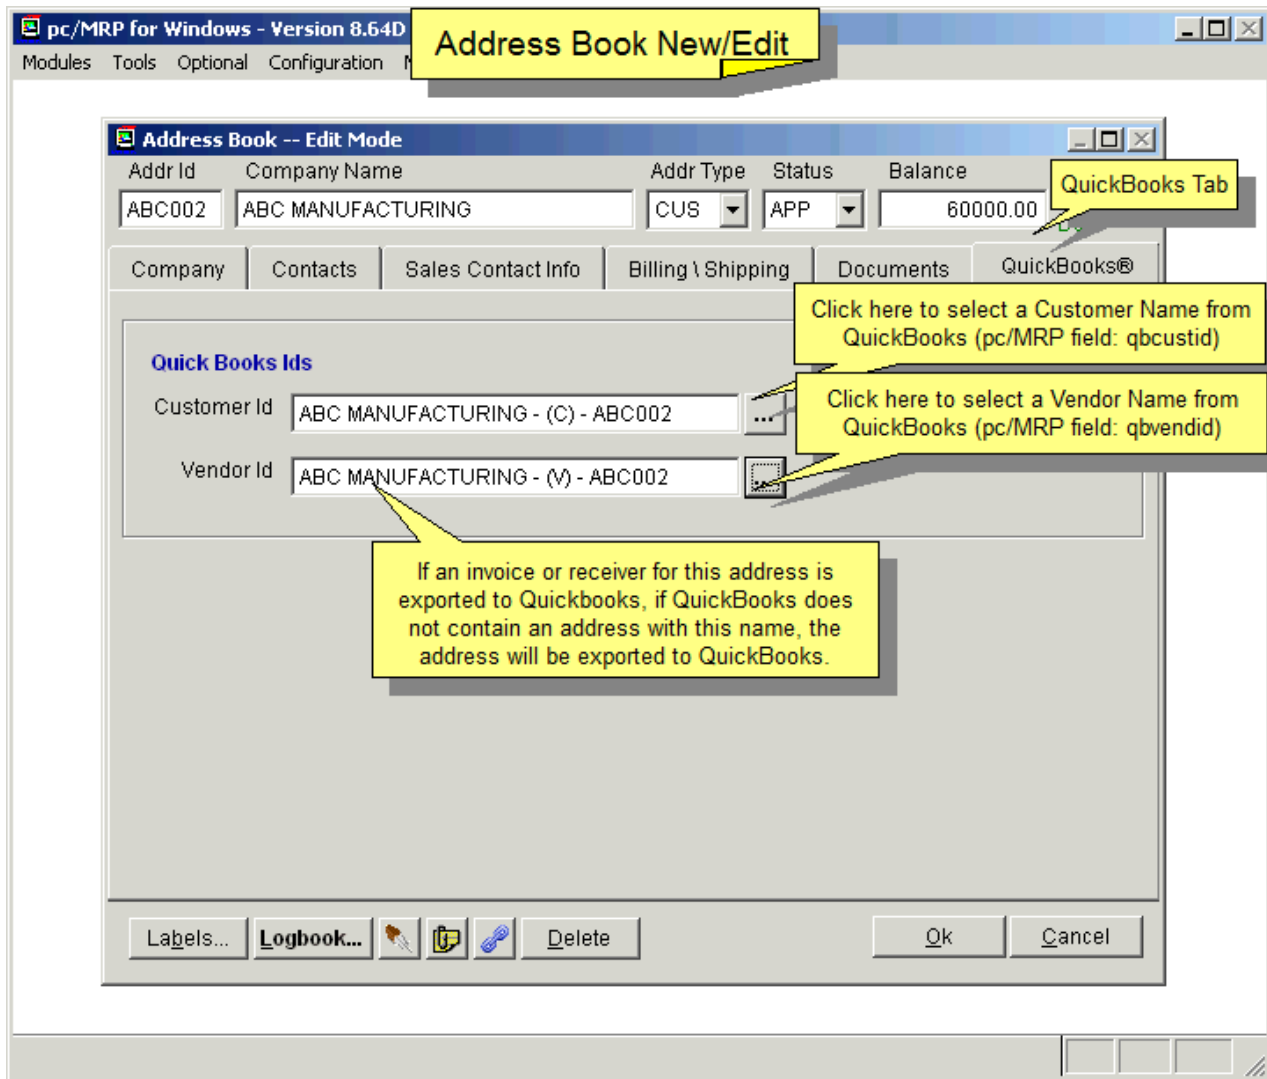 pc/MRP for Windows - Version 8.64D
Address Book New/Edit
Modules Tools Optional Configuration
Address Book -- Edit Mode
Addr Id Company Name Addr Type Status Balance
QuickBooks Tab
ABC002 ABC MANUFACTURING CUS APP 60000.00
Company Contacts Sales Contact Info Billing \ Shipping Documents QuickBooks®
Click here to select a Customer Name from
QuickBooks (pc/MRP field: qbcustid)
Quick Books Ids
Customer Id ABC MANUFACTURING - (C) - ABC002 ...
Click here to select a Vendor Name from
QuickBooks (pc/MRP field: qbvendid)
Vendor Id ABC MANUFACTURING - (V) - ABC002 ...
If an invoice or receiver for this address is
exported to Quickbooks, if QuickBooks does
not contain an address with this name, the
address will be exported to QuickBooks.
Labels... Logbook... Delete Ok Cancel